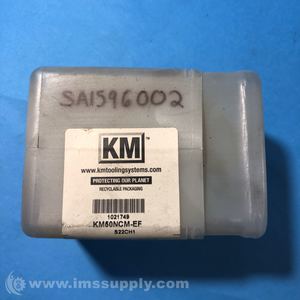 SA1596002
KM
www.kmtoolingsystems.com
PROTECTING OUR PLANET
RECYCLABLE PACKAGING
1021749
KM50NCM-EF
S22CH1
© www.imssupply.com